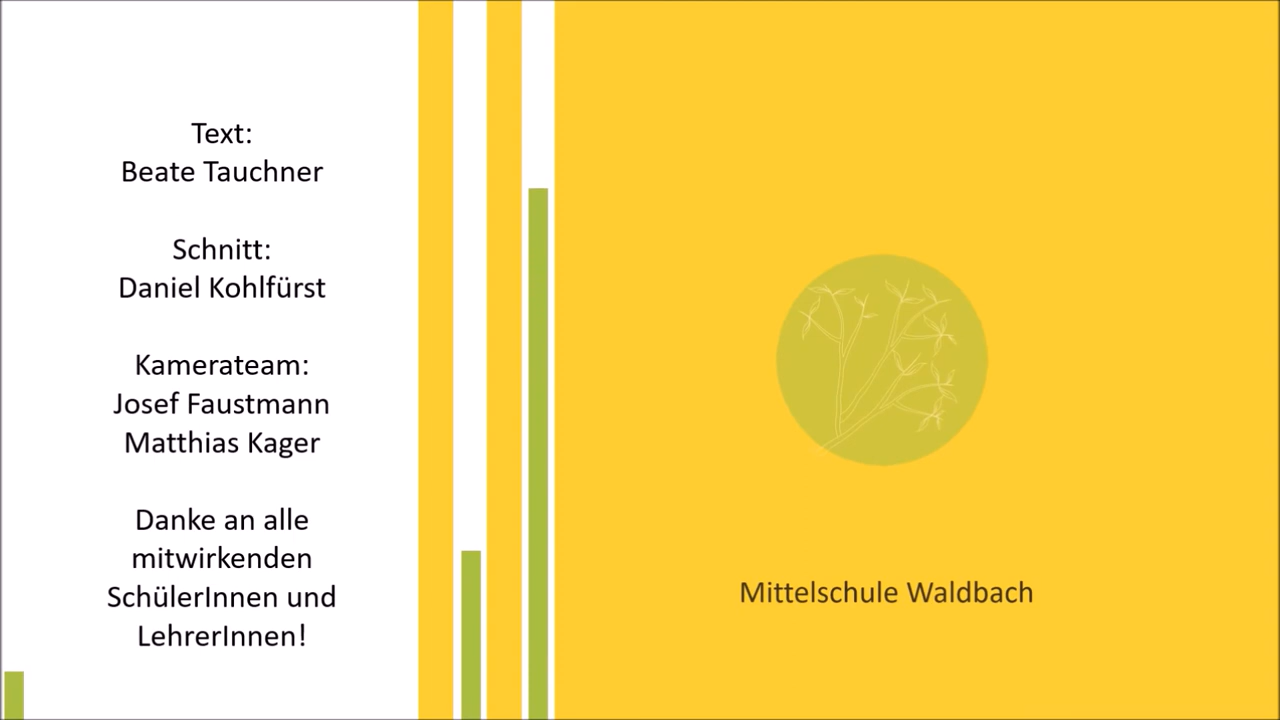 Text:
Beate Tauchner
Schnitt:
Daniel Kohlfürst
Kamerateam:
Josef Faustmann
Matthias Kager
Danke an alle
mitwirkenden
SchülerInnen und
LehrerInnen!
Mittelschule Waldbach